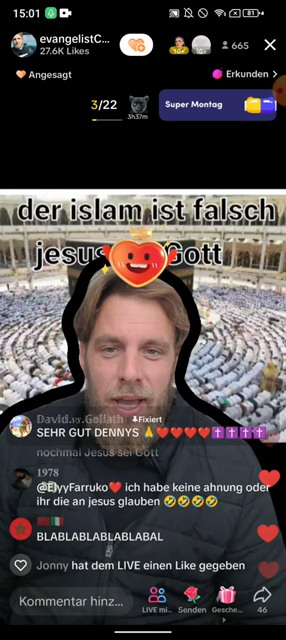 15:01
evangelistC...
27.6K Likes
665
Angesagt
Erkunden >
3/22
3h37m
Super Montag
der islam ist falsch
jesus Gott
David.vs.Goliath Fixiert
SEHR GUT DENNYS 🙏❤️❤️❤️❤️✝️✝️✝️✝️
nochmal Jesus sei Gott
1978
@ElyyFarruko❤️ ich habe keine ahnung oder
ihr die an jesus glauben 🤣🤣🤣🤣
BLABLABLABLABLABAL
Jonny hat dem LIVE einen Like gegeben
Kommentar hinz...
LIVE mi...
Senden
Gesche...
46